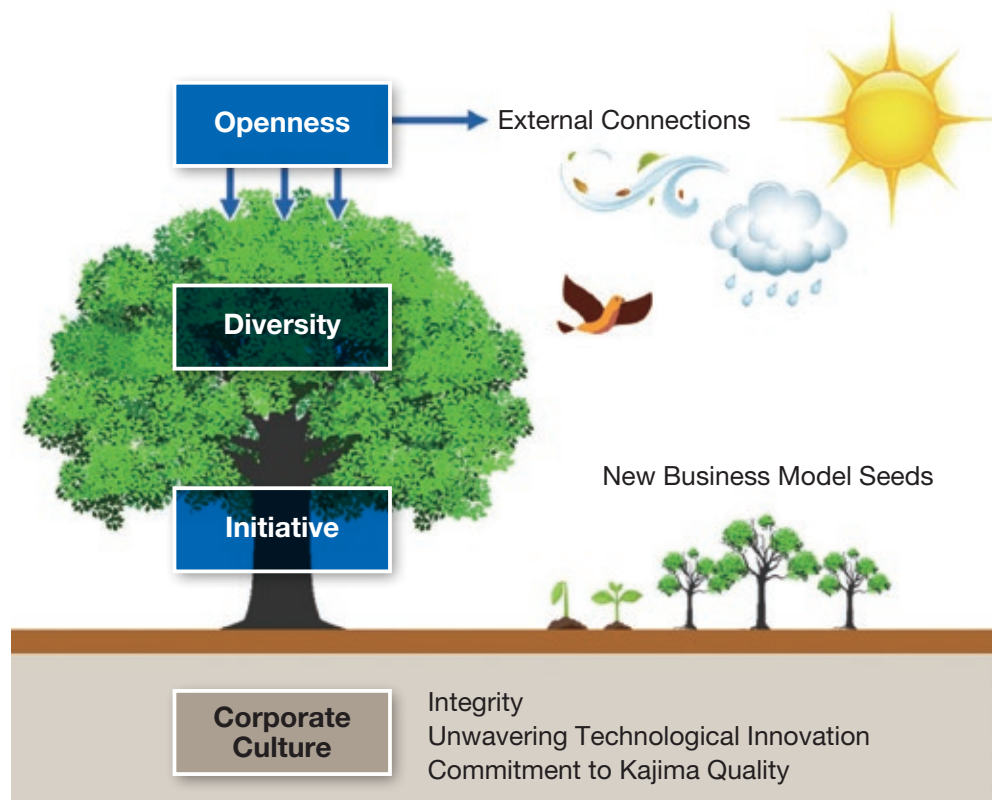 Openness
External Connections
Diversity
New Business Model Seeds
Initiative
Corporate
Culture
Integrity
Unwavering Technological Innovation
Commitment to Kajima Quality